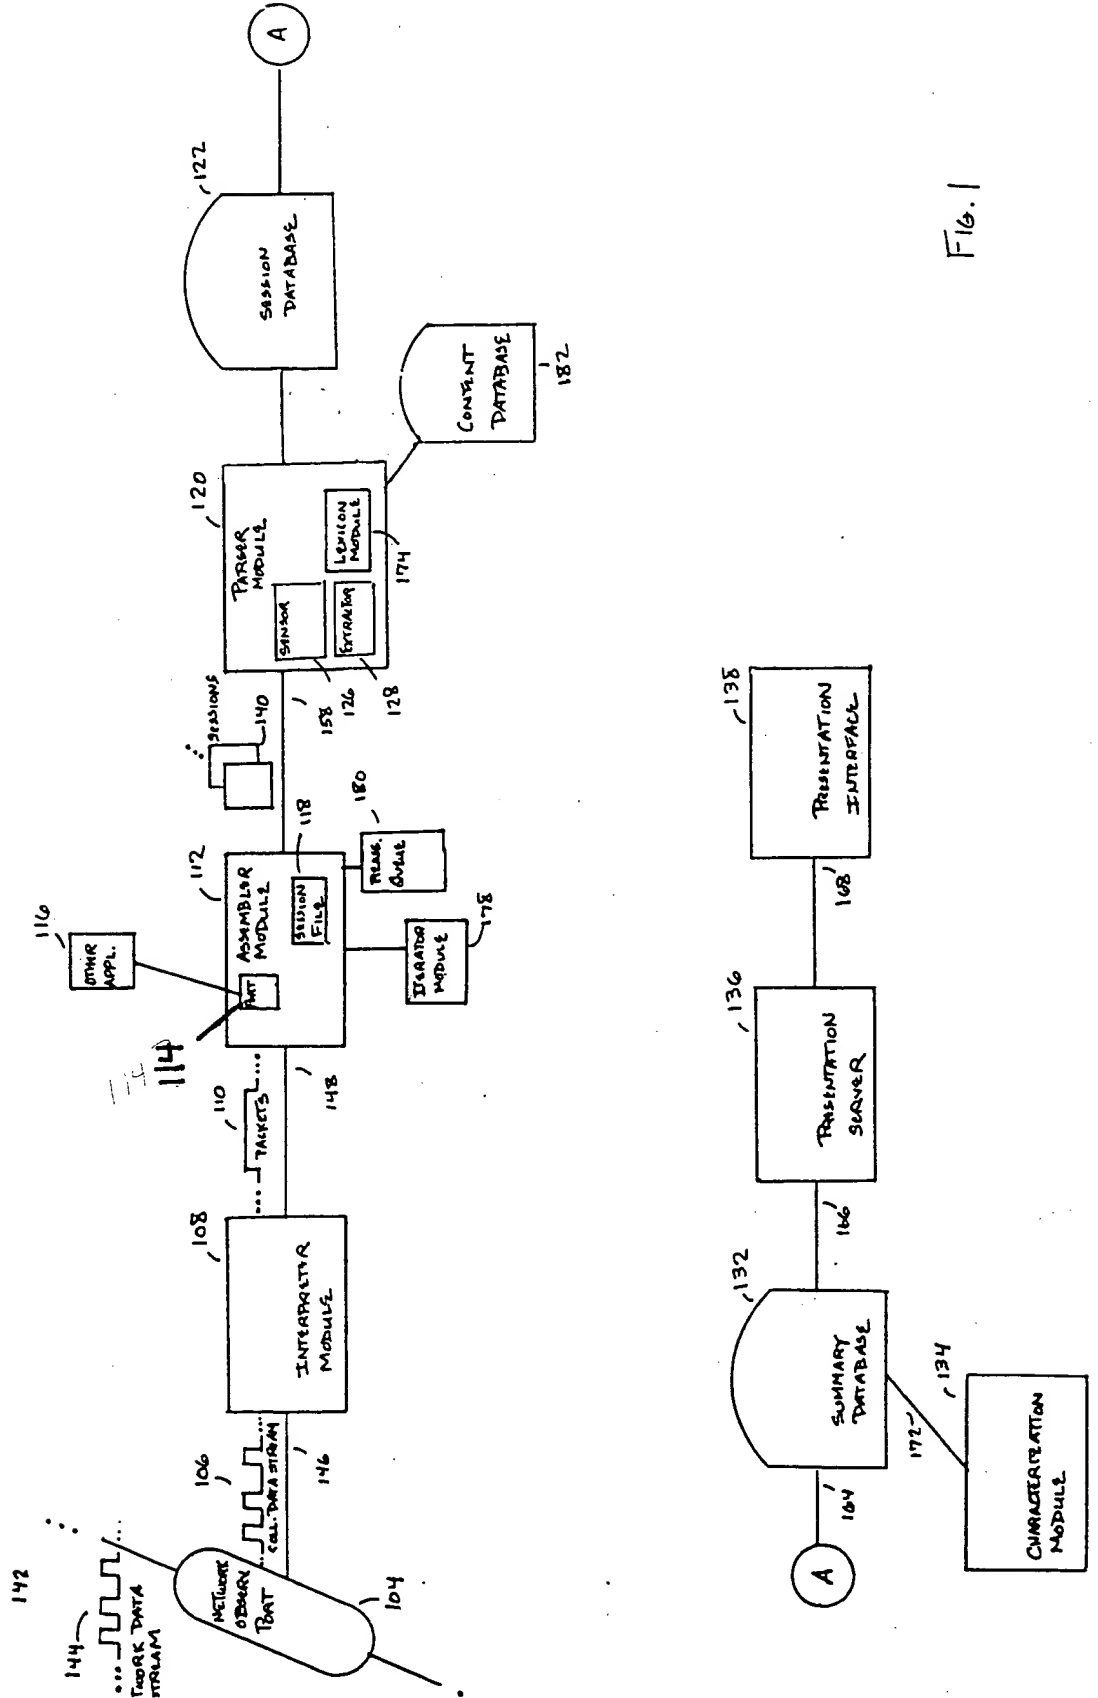 142
144
TWORK DATA
STREAM
NETWORK
OBSERV.
PORT
104
106
COLL. DATA STREAM
146
108
INTERPRETER
MODULE
110
PACKETS
148
114
114
116
OTHER
APPL.
112
ASSEMBLER
MODULE
PORT
SESSION
FILE
118
ITERATOR
MODULE
178
QUEUE
180
SESSIONS
140
158
120
PARSER
MODULE
SENSOR
126
EXTRACTOR
128
LEXICON
MODULE
174
CONTENT
DATABASE
182
122
SESSION
DATABASE
A
A
164
132
SUMMARY
DATABASE
172
134
CHARACTERIZATION
MODULE
166
136
PRESENTATION
SERVER
168
138
PRESENTATION
INTERFACE
FIG. 1